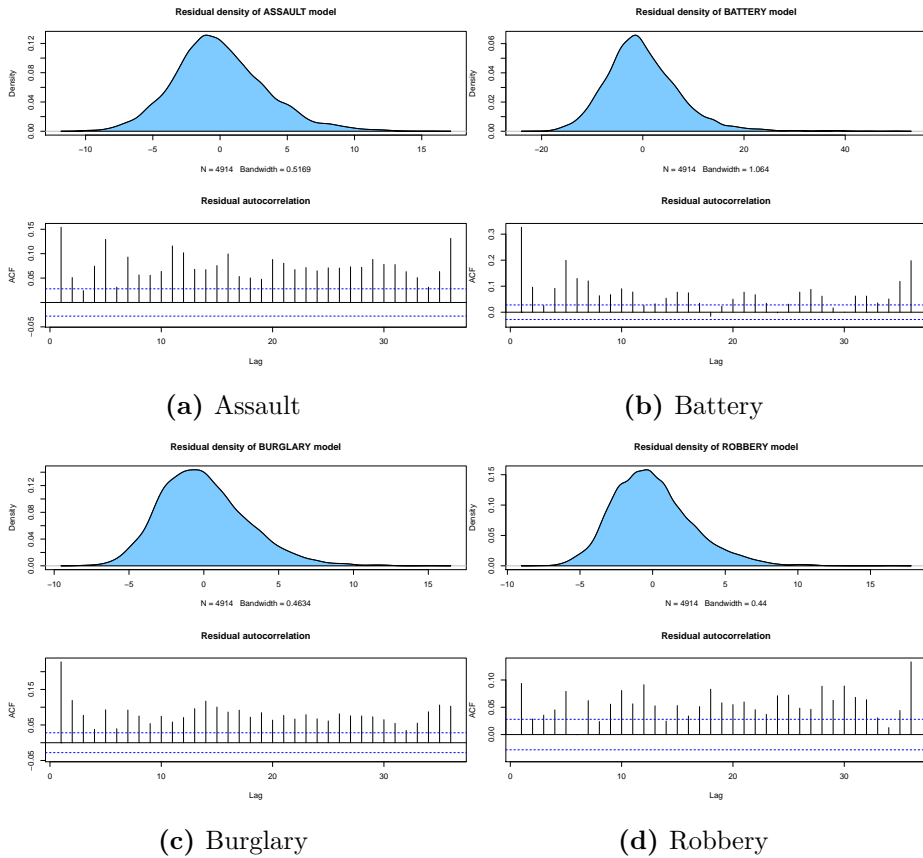 Residual density of ASSAULT model
Density
0.00 0.04 0.08 0.12
−10 −5 0 5 10 15
N = 4914 Bandwidth = 0.5169
Residual autocorrelation
ACF
−0.05 0.05 0.10 0.15
0 10 20 30
Lag
(a) Assault
Residual density of BATTERY model
Density
0.00 0.02 0.04 0.06
−20 0 20 40
N = 4914 Bandwidth = 1.064
Residual autocorrelation
ACF
0.0 0.1 0.2 0.3
0 10 20 30
Lag
(b) Battery
Residual density of BURGLARY model
Density
0.00 0.04 0.08 0.12
−10 −5 0 5 10 15
N = 4914 Bandwidth = 0.4634
Residual autocorrelation
ACF
−0.05 0.05 0.15
0 10 20 30
Lag
(c) Burglary
Residual density of ROBBERY model
Density
0.00 0.05 0.10 0.15
−10 −5 0 5 10 15
N = 4914 Bandwidth = 0.44
Residual autocorrelation
ACF
0.00 0.05 0.10
0 10 20 30
Lag
(d) Robbery